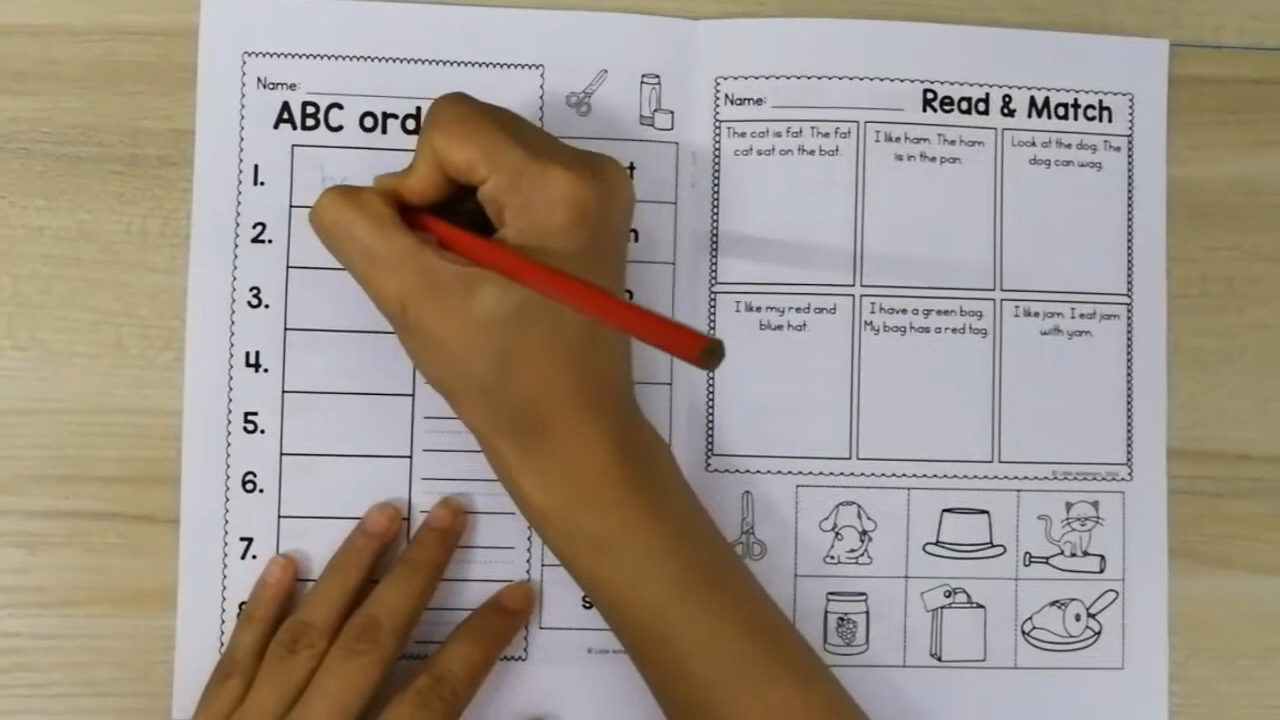 Name:
ABC ord
1.
2.
3.
4.
5.
6.
7.
Name:
Read & Match
The cat is fat. The fat
cat sat on the bat.
I like ham. The ham
is in the pan.
Look at the dog. The
dog can wag.
I like my red and
blue hat.
I have a green bag.
My bag has a red tag.
I like jam. I eat jam
with yam.